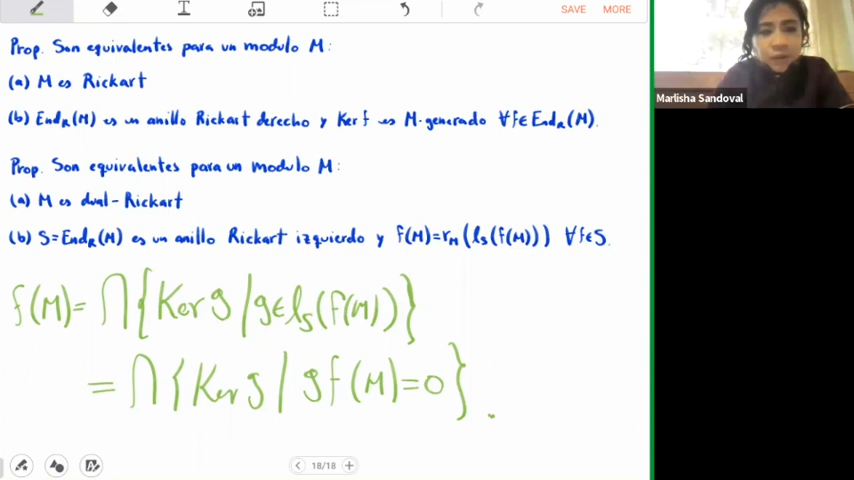 SAVE MORE
Prop. Son equivalentes para un modulo M:
(a) M es Rickart
(b) End_R(M) es un anillo Rickart derecho y Ker f es M-generado ∀f∈End_R(M).
Prop. Son equivalentes para un modulo M:
(a) M es dual-Rickart
(b) S=End_R(M) es un anillo Rickart izquierdo y f(M)=r_M(l_S(f(M))) ∀f∈S.
f(M)= ⋂{Ker g / g∈l_S(f(M))}
= ⋂{Ker g / gf(M)=0}.
18/18
Marlisha Sandoval